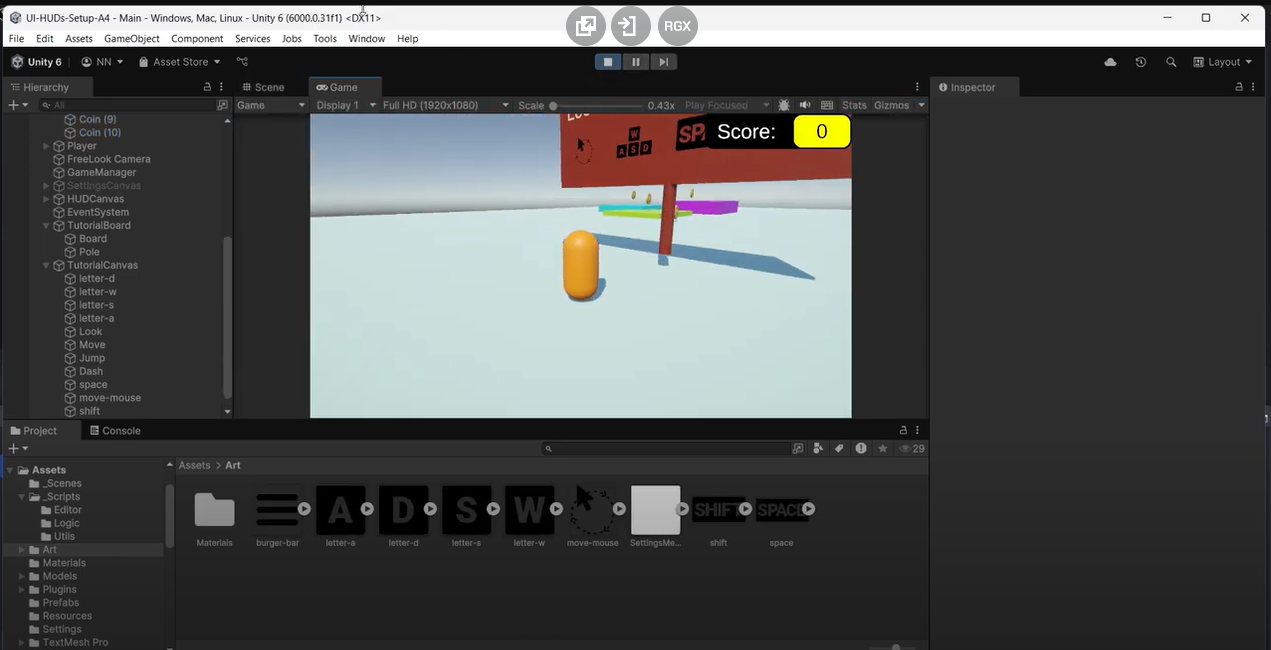 UI-HUDs-Setup-A4 - Main - Windows, Mac, Linux - Unity 6 (6000.0.31f1) <DX11>
RGX
File Edit Assets GameObject Component Services Jobs Tools Window Help
Unity 6 NN Asset Store Layout
Hierarchy Scene Game Inspector
All Game Display 1 Full HD (1920x1080) Scale 0.43x Play Focused Stats Gizmos
Coin (9)
Coin (10)
Player
FreeLook Camera
GameManager
SettingsCanvas
HUDCanvas
EventSystem
TutorialBoard
Board
Pole
TutorialCanvas
letter-d
letter-w
letter-s
letter-a
Look
Move
Jump
Dash
space
move-mouse
shift
W
A S D
Score: 0
Project Console
29
Assets
_Scenes
_Scripts
Editor
Logic
Utils
Art
Materials
Models
Plugins
Prefabs
Resources
Settings
TextMesh Pro
Assets > Art
A D S W SHIFT SPACE
Materials burger-bar letter-a letter-d letter-s letter-w move-mouse SettingsMe... shift space